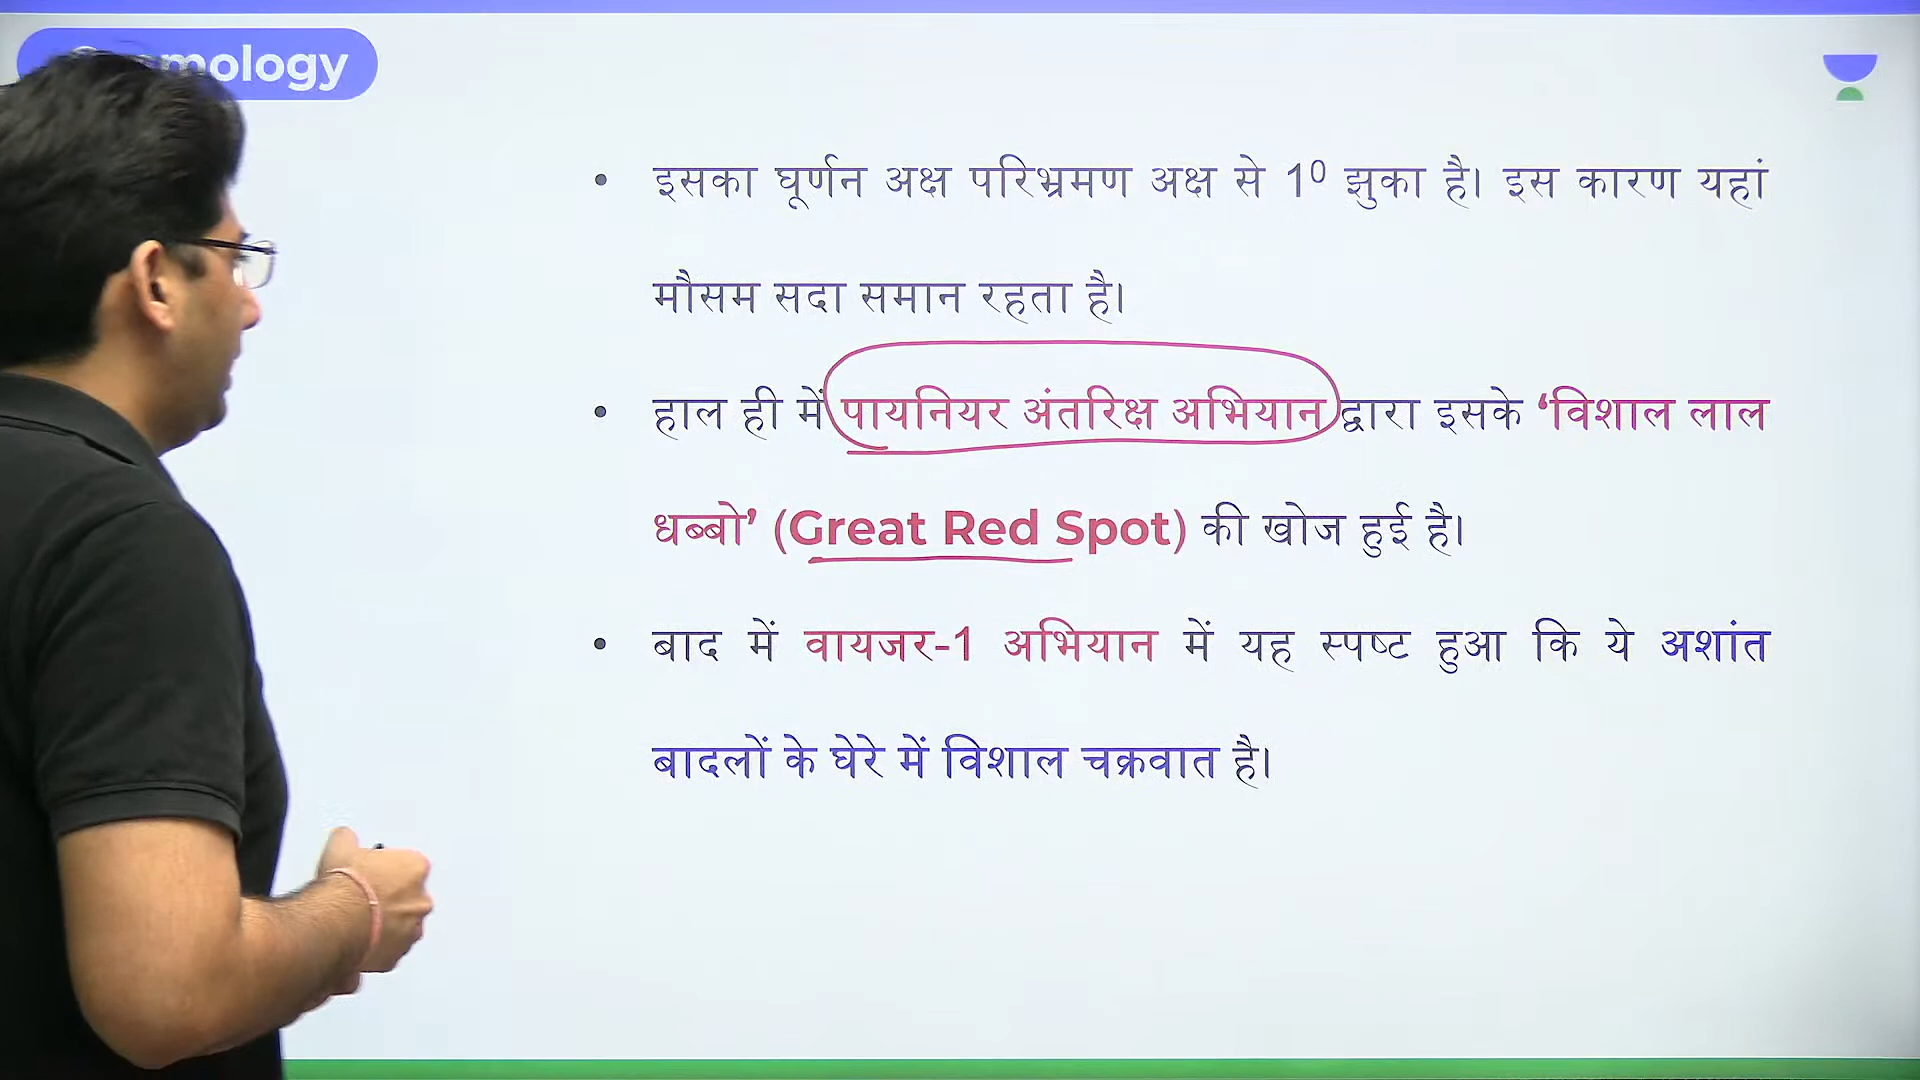 इसका घूर्णन अक्ष परिभ्रमण अक्ष से 1⁰ झुका है। इस कारण यहां
मौसम सदा समान रहता है।
हाल ही में पायनियर अंतरिक्ष अभियान द्वारा इसके ‘विशाल लाल
धब्बो’ (Great Red Spot) की खोज हुई है।
बाद में वायजर-1 अभियान में यह स्पष्ट हुआ कि ये अशांत
बादलों के घेरे में विशाल चक्रवात है।